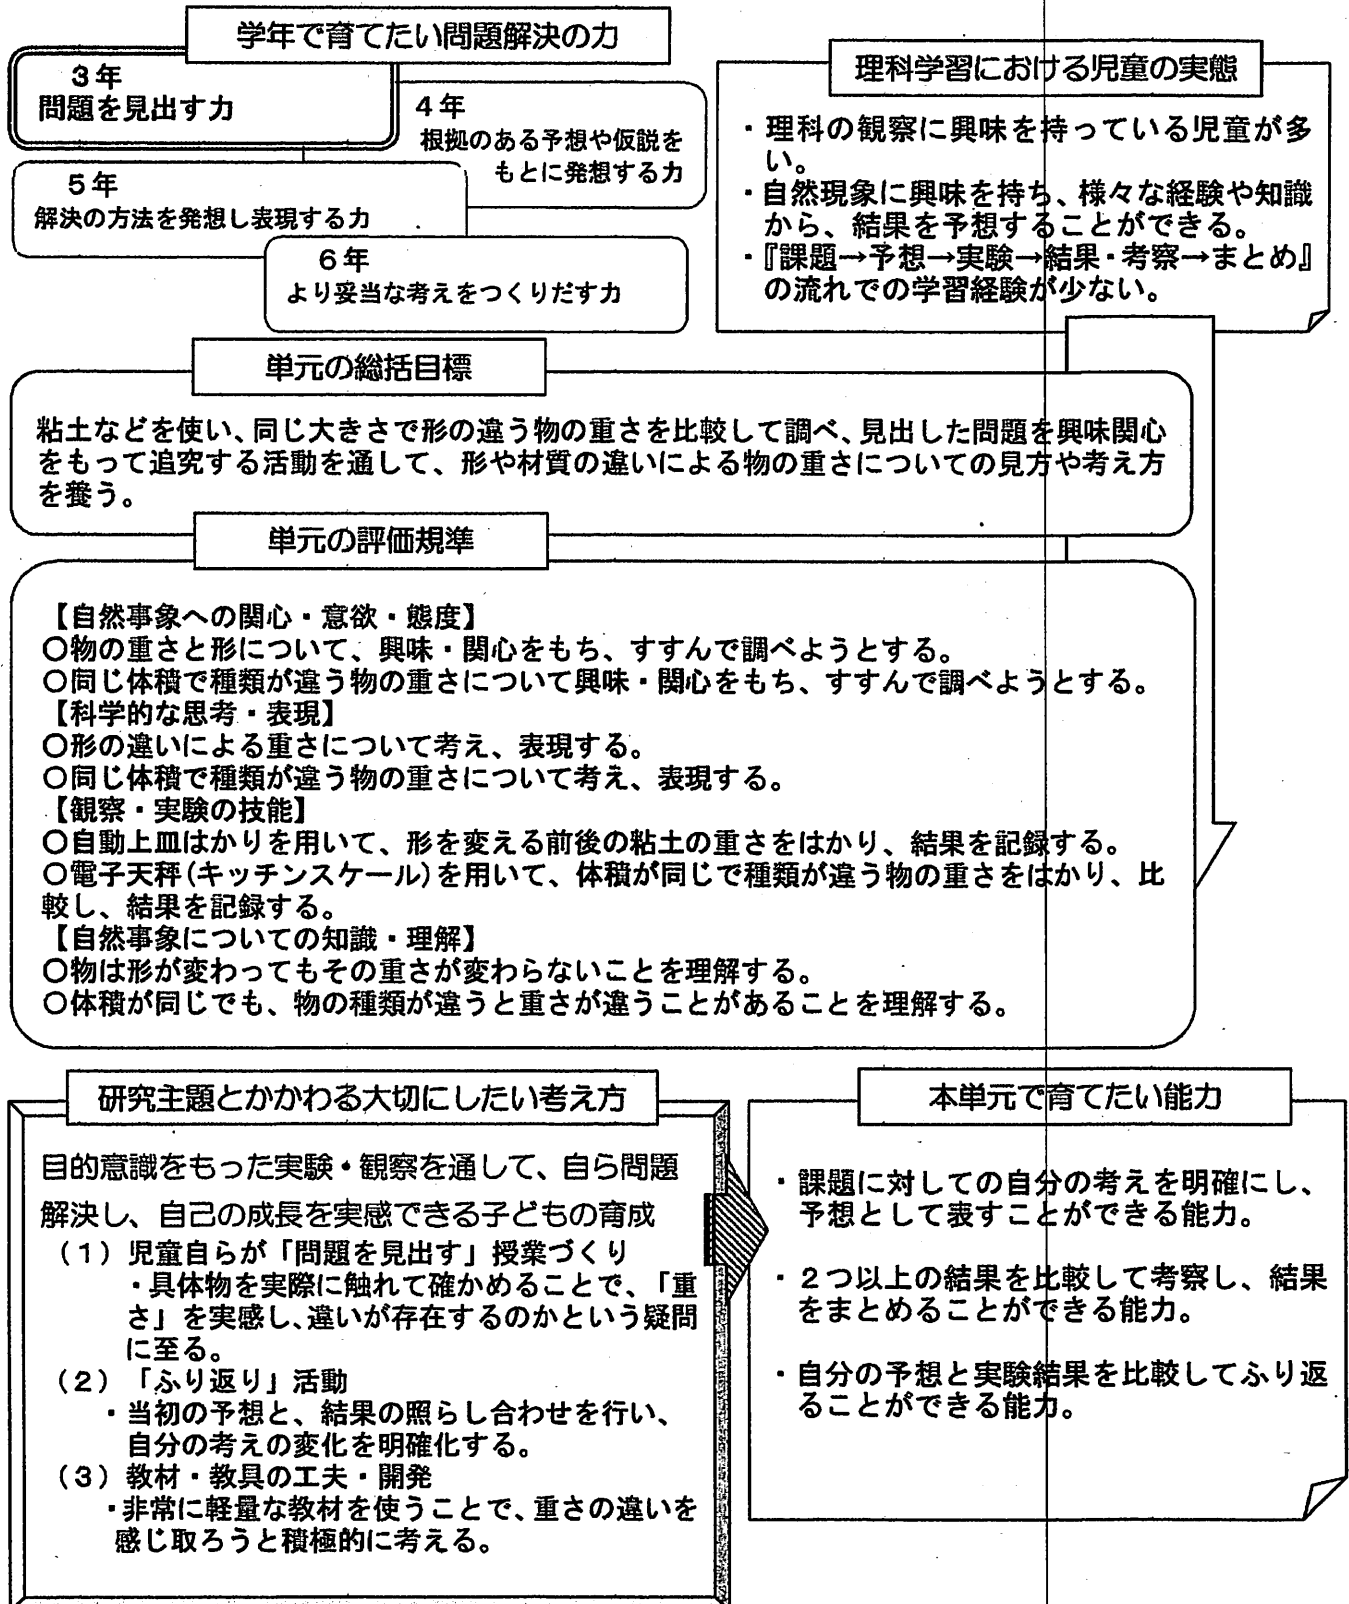 学年で育てたい問題解決の力
3年
問題を見出す力
4年
根拠のある予想や仮説を
もとに発想する力
5年
解決の方法を発想し表現する力
6年
より妥当な考えをつくりだす力
理科学習における児童の実態
・理科の観察に興味を持っている児童が多
い。
・自然現象に興味を持ち、様々な経験や知識
から、結果を予想することができる。
・『課題→予想→実験→結果・考察→まとめ』
の流れでの学習経験が少ない。
単元の総括目標
粘土などを使い、同じ大きさで形の違う物の重さを比較して調べ、見出した問題を興味関心
をもって追究する活動を通して、形や材質の違いによる物の重さについての見方や考え方
を養う。
単元の評価規準
【自然事象への関心・意欲・態度】
○物の重さと形について、興味・関心をもち、すすんで調べようとする。
○同じ体積で種類が違う物の重さについて興味・関心をもち、すすんで調べようとする。
【科学的な思考・表現】
○形の違いによる重さについて考え、表現する。
○同じ体積で種類が違う物の重さについて考え、表現する。
【観察・実験の技能】
○自動上皿はかりを用いて、形を変える前後の粘土の重さをはかり、結果を記録する。
○電子天秤(キッチンスケール)を用いて、体積が同じで種類が違う物の重さをはかり、比
較し、結果を記録する。
【自然事象についての知識・理解】
○物は形が変わってもその重さが変わらないことを理解する。
○体積が同じでも、物の種類が違うと重さが違うことがあることを理解する。
研究主題とかかわる大切にしたい考え方
目的意識をもった実験・観察を通して、自ら問題
解決し、自己の成長を実感できる子どもの育成
(1) 児童自らが「問題を見出す」授業づくり
・具体物を実際に触れて確かめることで、「重
さ」を実感し、違いが存在するのかという疑問
に至る。
(2) 「ふり返り」活動
・当初の予想と、結果の照らし合わせを行い、
自分の考えの変化を明確化する。
(3) 教材・教具の工夫・開発
・非常に軽量な教材を使うことで、重さの違いを
感じ取ろうと積極的に考える。
本単元で育てたい能力
・課題に対しての自分の考えを明確にし、
予想として表すことができる能力。
・2つ以上の結果を比較して考察し、結果
をまとめることができる能力。
・自分の予想と実験結果を比較してふり返
ることができる能力。